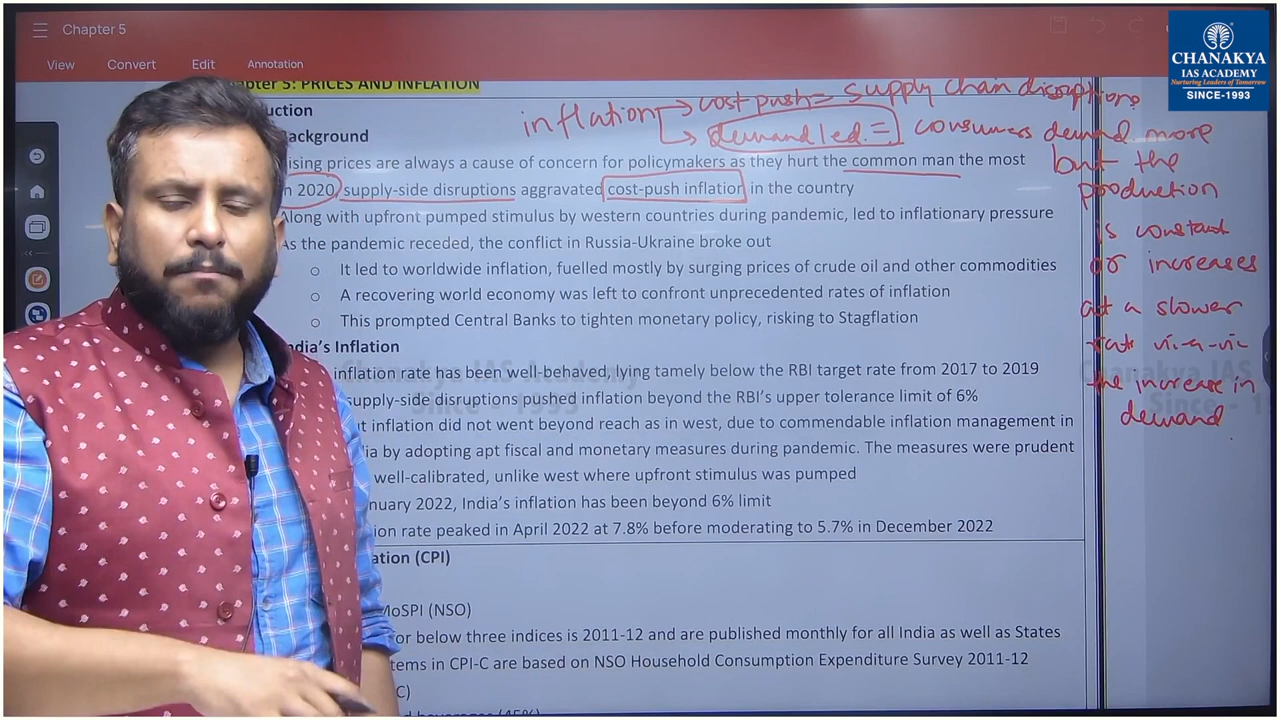 Chapter 5
View Convert Edit Annotation
CHANAKYA
IAS ACADEMY
Nurturing Leaders of Tomorrow
SINCE-1993
5: PRICES AND INFLATION
inflation → cost push = supply chain disruptions
→ demand led = consumers demand more
but the
production
is constant
or increases
at a slower
rate vis-a-vis
the increase in
demand
Background
prices are always a cause of concern for policymakers as they hurt the common man the most
2020, supply-side disruptions aggravated cost-push inflation in the country
Along with upfront pumped stimulus by western countries during pandemic, led to inflationary pressure
As the pandemic receded, the conflict in Russia-Ukraine broke out
o It led to worldwide inflation, fuelled mostly by surging prices of crude oil and other commodities
o A recovering world economy was left to confront unprecedented rates of inflation
o This prompted Central Banks to tighten monetary policy, risking to Stagflation
India's Inflation
inflation rate has been well-behaved, lying tamely below the RBI target rate from 2017 to 2019
supply-side disruptions pushed inflation beyond the RBI's upper tolerance limit of 6%
inflation did not went beyond reach as in west, due to commendable inflation management in
by adopting apt fiscal and monetary measures during pandemic. The measures were prudent
well-calibrated, unlike west where upfront stimulus was pumped
2022, India's inflation has been beyond 6% limit
rate peaked in April 2022 at 7.8% before moderating to 5.7% in December 2022
(CPI)
MoSPI (NSO)
or below three indices is 2011-12 and are published monthly for all India as well as States
in CPI-C are based on NSO Household Consumption Expenditure Survey 2011-12
Chanakya IAS Academy
Since - 1993
Chanakya IAS
Since - 1